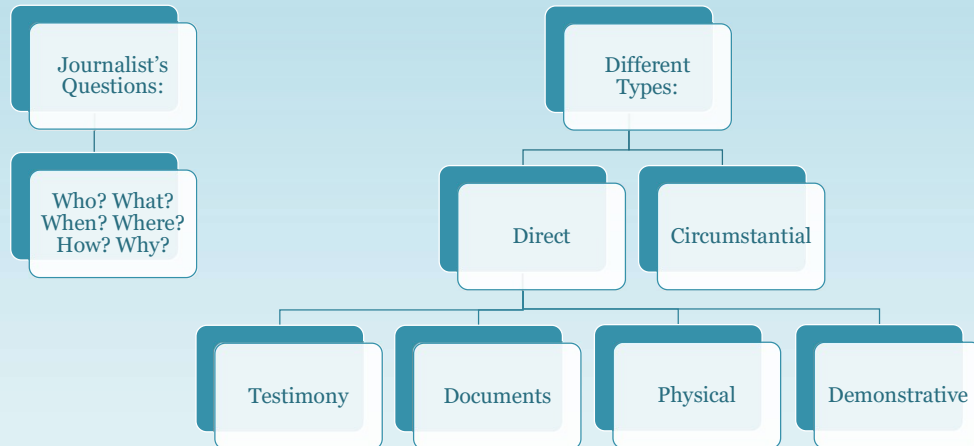 Journalist's
Questions:
Who? What?
When? Where?
How? Why?
Different
Types:
Direct
Circumstantial
Testimony
Documents
Physical
Demonstrative